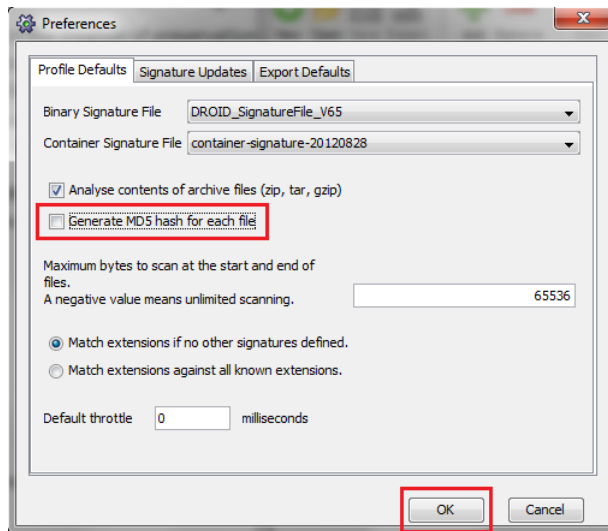 Preferences
Profile Defaults Signature Updates Export Defaults
Binary Signature File DROID_SignatureFile_V65
Container Signature File container-signature-20120828
Analyse contents of archive files (zip, tar, gzip)
Generate MD5 hash for each file
Maximum bytes to scan at the start and end of
files.
A negative value means unlimited scanning.
65536
Match extensions if no other signatures defined.
Match extensions against all known extensions.
Default throttle 0 milliseconds
OK Cancel